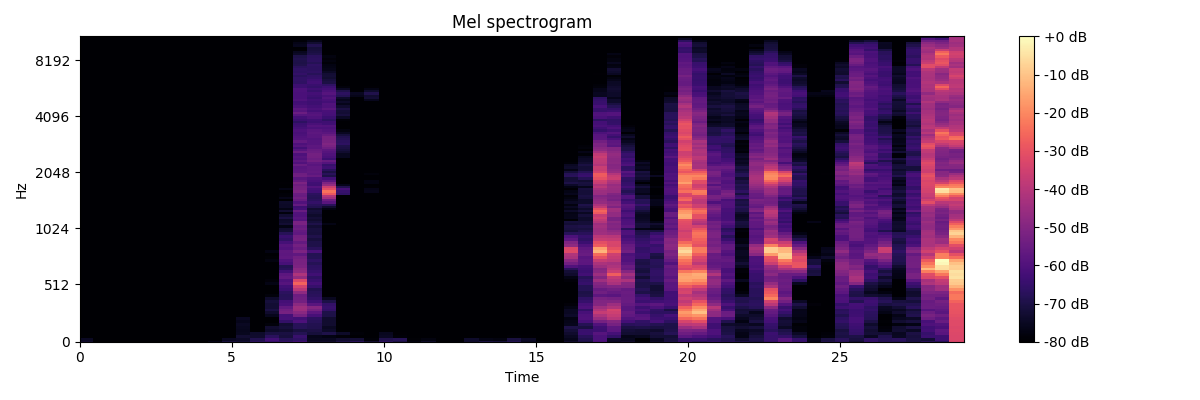 Mel spectrogram
Hz
8192
4096
2048
1024
512
0
0 5 10 15 20 25
Time
+0 dB
-10 dB
-20 dB
-30 dB
-40 dB
-50 dB
-60 dB
-70 dB
-80 dB